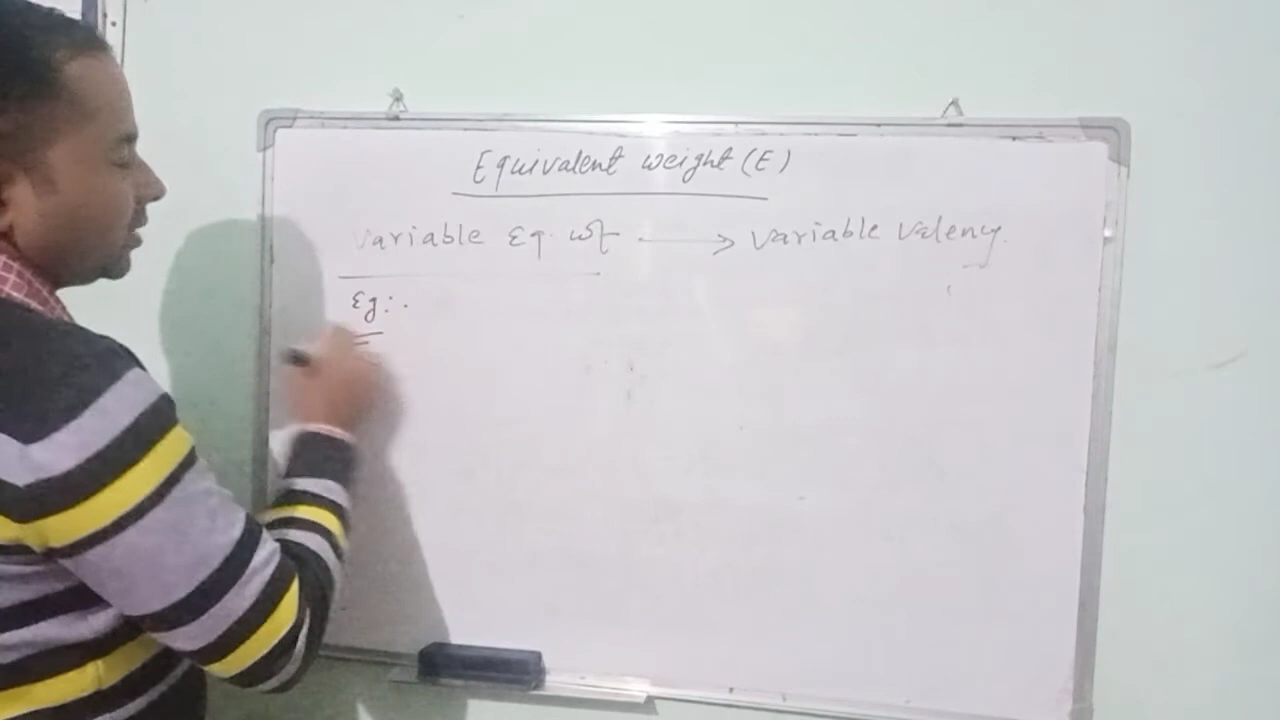 Equivalent weight (E)
Variable Eq. wt ⟶ Variable Valency.
Eg:.